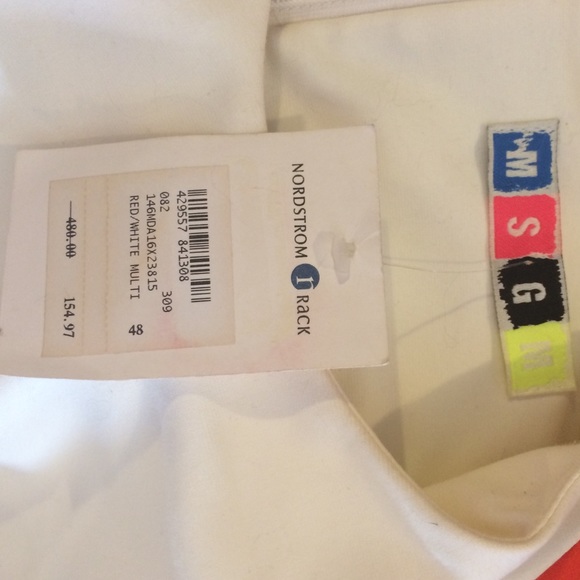 NORDSTROM n RaCK
429557 841308
082 309
146MDA16X23815
RED/WHITE MULTI
48
480.00
154.97
M S G M